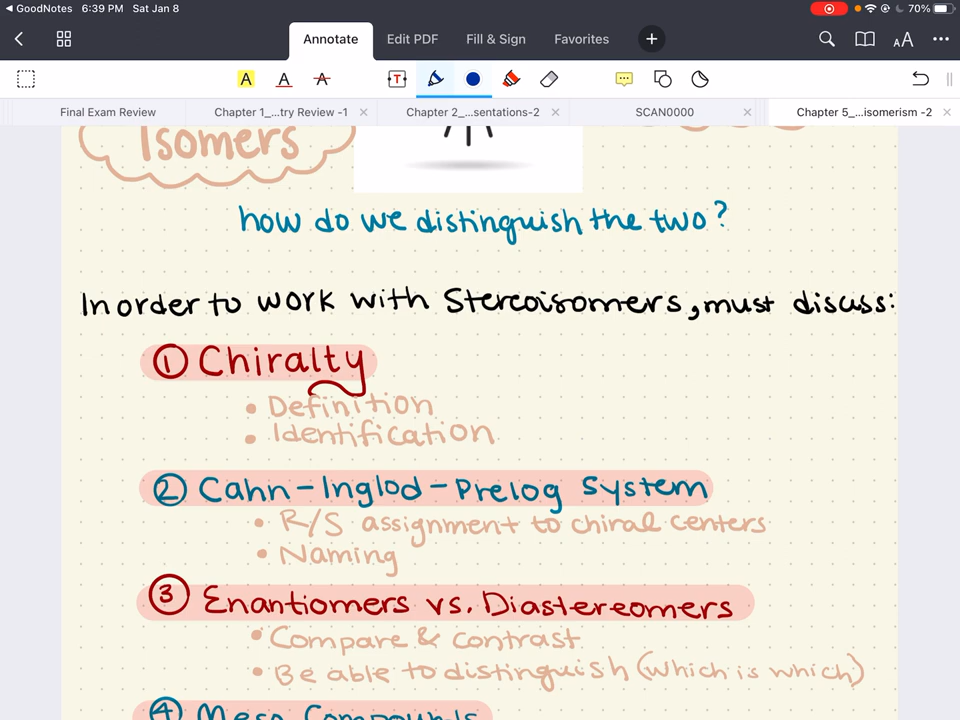 GoodNotes 6:39 PM Sat Jan 8 70%
Annotate Edit PDF Fill & Sign Favorites
Final Exam Review Chapter 1_...try Review -1 Chapter 2_...sentations-2 SCAN0000 Chapter 5_...isomerism -2
Isomers
how do we distinguish the two?
In order to work with Stereoisomers, must discuss:
① Chiralty
• Definition
• Identification
② Cahn-Inglod-Prelog System
• R/S assignment to chiral centers
• Naming
③ Enantiomers vs. Diastereomers
• Compare & contrast
• Be able to distinguish (which is which)
④ Meso Compounds